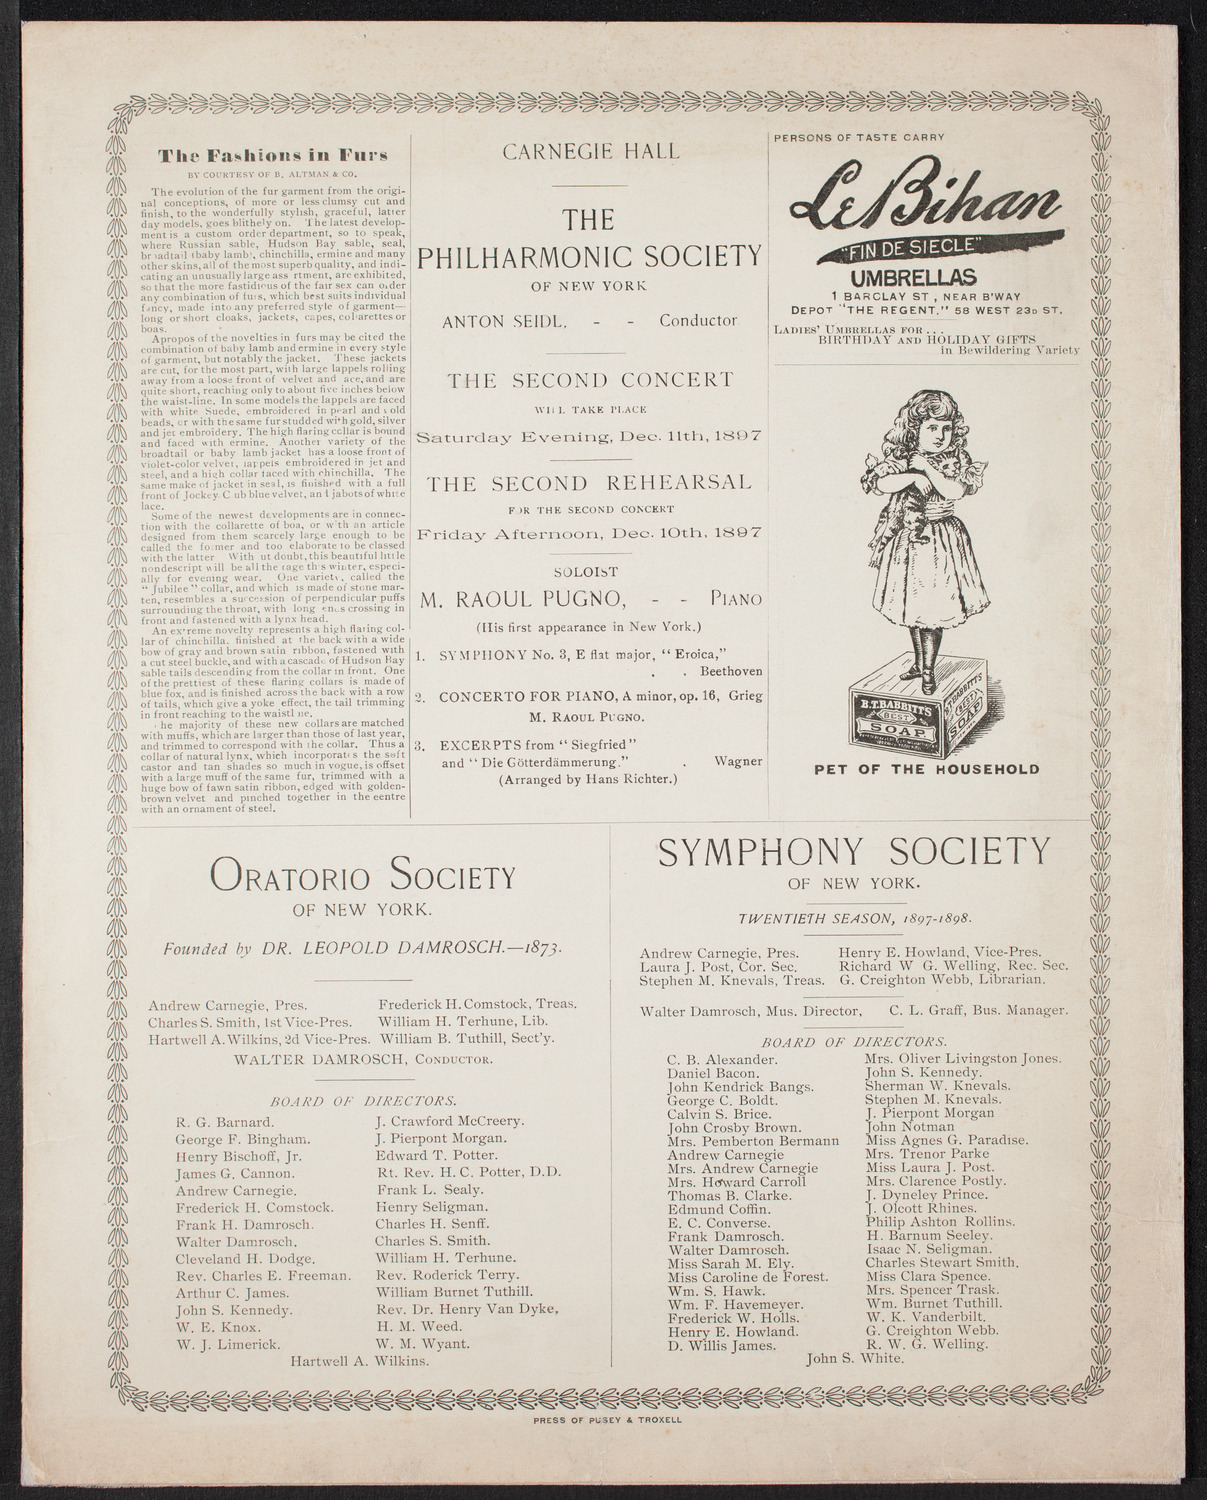 The Fashions in Furs
BY COURTESY OF B. ALTMAN & CO.
The evolution of the fur garment from the origi-
nal conceptions, of more or less clumsy cut and
finish, to the wonderfully stylish, graceful, latter
day models, goes blithely on. The latest develop-
ment is a custom order department, so to speak,
where Russian sable, Hudson Bay sable, seal,
br adtail (baby lamb), chinchilla, ermine and many
other skins, all of the most superb quality, and indi-
cating an unusually large ass rtment, are exhibited,
so that the more fastidious of the fair sex can order
any combination of furs, which best suits individual
fancy, made into any preferred style of garment—
long or short cloaks, jackets, capes, collarettes or
boas.
Apropos of the novelties in furs may be cited the
combination of baby lamb and ermine in every style
of garment, but notably the jacket. These jackets
are cut, for the most part, with large lappels rolling
away from a loose front of velvet and ace, and are
quite short, reaching only to about five inches below
the waist-line. In some models the lappels are faced
with white Suede, embroidered in pearl and old
beads, or with the same fur studded with gold, silver
and jet embroidery. The high flaring collar is bound
and faced with ermine. Another variety of the
broadtail or baby lamb jacket has a loose front of
violet-color velvet, lappels embroidered in jet and
steel, and a high collar faced with chinchilla. The
same make of jacket in seal, is finished with a full
front of Jockey C ub blue velvet, an l jabots of white
lace.
Some of the newest developments are in connec-
tion with the collarette of boa, or with an article
designed from them scarcely large enough to be
called the former and too elaborate to be classed
with the latter With ut doubt, this beautiful little
nondescript will be all the rage this winter, especi-
ally for evening wear. One variety, called the
“Jubilee” collar, and which is made of stone mar-
ten, resembles a succession of perpendicular puffs
surrounding the throat, with long ends crossing in
front and fastened with a lynx head.
An extreme novelty represents a high flaring col-
lar of chinchilla, finished at the back with a wide
bow of gray and brown satin ribbon, fastened with
a cut steel buckle, and with a cascade of Hudson Bay
sable tails descending from the collar in front. One
of the prettiest of these flaring collars is made of
blue fox, and is finished across the back with a row
of tails, which give a yoke effect, the tail trimming
in front reaching to the waistl ne.
he majority of these new collars are matched
with muffs, which are larger than those of last year,
and trimmed to correspond with the collar. Thus a
collar of natural lynx, which incorporates the soft
castor and tan shades so much in vogue, is offset
with a large muff of the same fur, trimmed with a
huge bow of fawn satin ribbon, edged with golden-
brown velvet and pinched together in the eentre
with an ornament of steel.
CARNEGIE HALL
THE
PHILHARMONIC SOCIETY
OF NEW YORK
ANTON SEIDL, - - Conductor
THE SECOND CONCERT
WILL TAKE PLACE
Saturday Evening, Dec. 11th, 1897
THE SECOND REHEARSAL
FOR THE SECOND CONCERT
Friday Afternoon, Dec. 10th, 1897
SOLOIST
M. RAOUL PUGNO, - - PIANO
(His first appearance in New York.)
1. SYMPHONY No. 3, E flat major, “Eroica,”
. . Beethoven
2. CONCERTO FOR PIANO, A minor, op. 16, Grieg
M. RAOUL PUGNO.
3. EXCERPTS from “Siegfried”
and “Die Götterdämmerung.” . Wagner
(Arranged by Hans Richter.)
PERSONS OF TASTE CARRY
Le Bihan
"FIN DE SIECLE"
UMBRELLAS
1 BARCLAY ST, NEAR B'WAY
DEPOT "THE REGENT," 58 WEST 23D ST.
LADIES' UMBRELLAS FOR . . .
BIRTHDAY AND HOLIDAY GIFTS
in Bewildering Variety
B.T. BABBITT'S
BEST
SOAP
B.T. BABBITT'S
BEST
SOAP
PET OF THE HOUSEHOLD
ORATORIO SOCIETY
OF NEW YORK.
Founded by DR. LEOPOLD DAMROSCH.—1873.
Andrew Carnegie, Pres. Frederick H. Comstock, Treas.
Charles S. Smith, 1st Vice-Pres. William H. Terhune, Lib.
Hartwell A. Wilkins, 2d Vice-Pres. William B. Tuthill, Sect'y.
WALTER DAMROSCH, CONDUCTOR.
BOARD OF DIRECTORS.
R. G. Barnard. J. Crawford McCreery.
George F. Bingham. J. Pierpont Morgan.
Henry Bischoff, Jr. Edward T. Potter.
James G. Cannon. Rt. Rev. H. C. Potter, D.D.
Andrew Carnegie. Frank L. Sealy.
Frederick H. Comstock. Henry Seligman.
Frank H. Damrosch. Charles H. Senff.
Walter Damrosch. Charles S. Smith.
Cleveland H. Dodge. William H. Terhune.
Rev. Charles E. Freeman. Rev. Roderick Terry.
Arthur C. James. William Burnet Tuthill.
John S. Kennedy. Rev. Dr. Henry Van Dyke,
W. E. Knox. H. M. Weed.
W. J. Limerick. W. M. Wyant.
Hartwell A. Wilkins.
SYMPHONY SOCIETY
OF NEW YORK.
TWENTIETH SEASON, 1897-1898.
Andrew Carnegie, Pres. Henry E. Howland, Vice-Pres.
Laura J. Post, Cor. Sec. Richard W G. Welling, Rec. Sec.
Stephen M. Knevals, Treas. G. Creighton Webb, Librarian.
Walter Damrosch, Mus. Director, C. L. Graff, Bus. Manager.
BOARD OF DIRECTORS.
C. B. Alexander. Mrs. Oliver Livingston Jones.
Daniel Bacon. John S. Kennedy.
John Kendrick Bangs. Sherman W. Knevals.
George C. Boldt. Stephen M. Knevals.
Calvin S. Brice. J. Pierpont Morgan
John Crosby Brown. John Notman
Mrs. Pemberton Bermann Miss Agnes G. Paradise.
Andrew Carnegie Mrs. Trenor Parke
Mrs. Andrew Carnegie Miss Laura J. Post.
Mrs. Howard Carroll Mrs. Clarence Postly.
Thomas B. Clarke. J. Dyneley Prince.
Edmund Coffin. J. Olcott Rhines.
E. C. Converse. Philip Ashton Rollins.
Frank Damrosch. H. Barnum Seeley.
Walter Damrosch. Isaac N. Seligman.
Miss Sarah M. Ely. Charles Stewart Smith.
Miss Caroline de Forest. Miss Clara Spence.
Wm. S. Hawk. Mrs. Spencer Trask.
Wm. F. Havemeyer. Wm. Burnet Tuthill.
Frederick W. Holls. W. K. Vanderbilt.
Henry E. Howland. G. Creighton Webb.
D. Willis James. R. W. G. Welling.
John S. White.
PRESS OF PUSEY & TROXELL